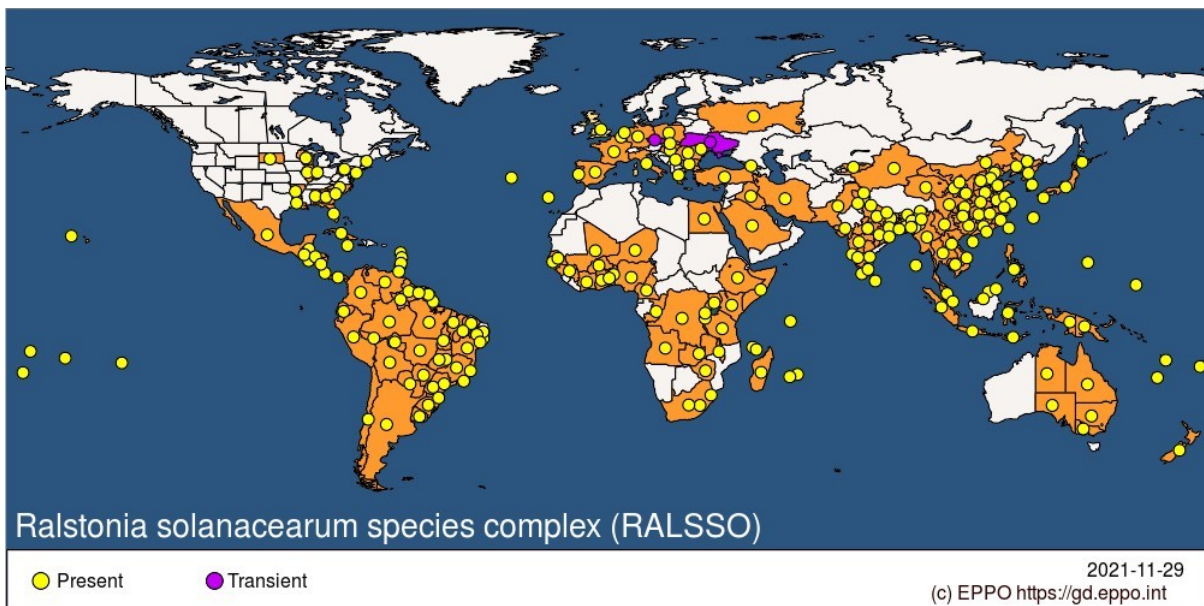 Ralstonia solanacearum species complex (RALSSO)
Present
Transient
2021-11-29
(c) EPPO https://gd.eppo.int